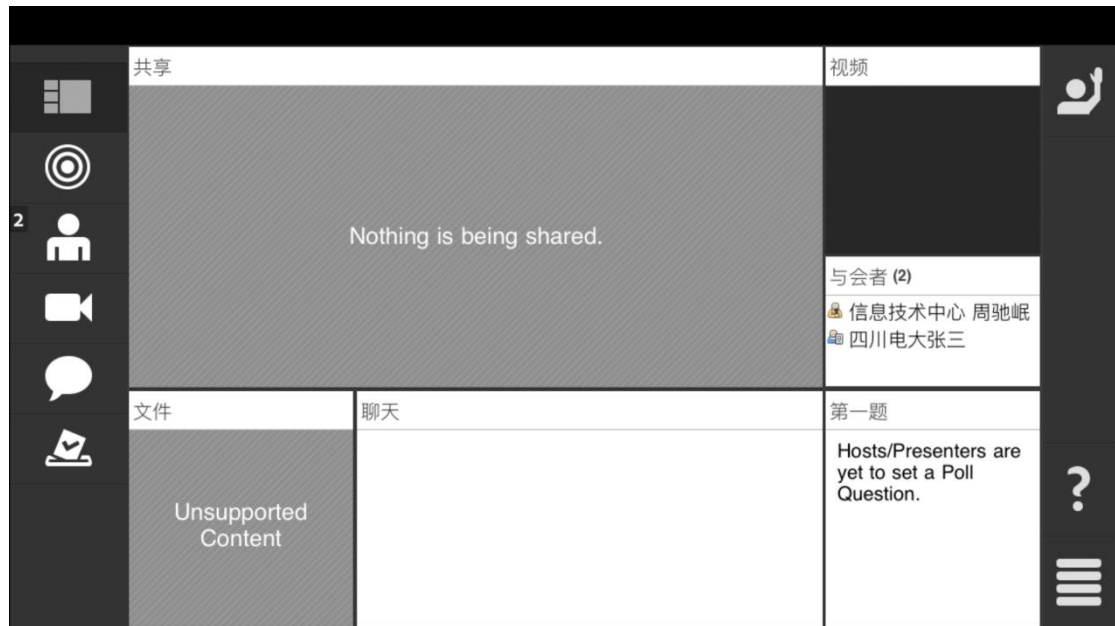 共享
视频
2
Nothing is being shared.
与会者 (2)
信息技术中心 周驰岷
四川电大张三
文件
聊天
第一题
Hosts/Presenters are
yet to set a Poll
Question.
Unsupported
Content
?